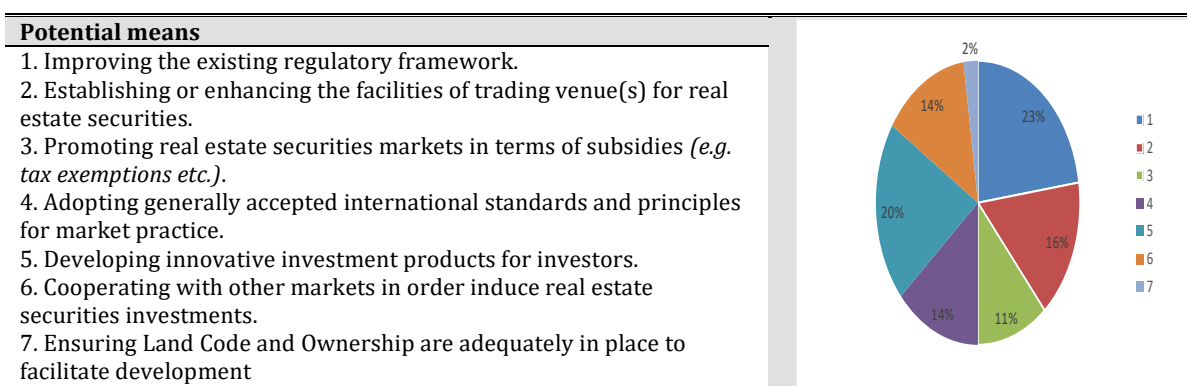 Potential means
1. Improving the existing regulatory framework.
2. Establishing or enhancing the facilities of trading venue(s) for real
estate securities.
3. Promoting real estate securities markets in terms of subsidies (e.g.
tax exemptions etc.).
4. Adopting generally accepted international standards and principles
for market practice.
5. Developing innovative investment products for investors.
6. Cooperating with other markets in order induce real estate
securities investments.
7. Ensuring Land Code and Ownership are adequately in place to
facilitate development
2%
14%
23%
20%
16%
14%
11%
1
2
3
4
5
6
7